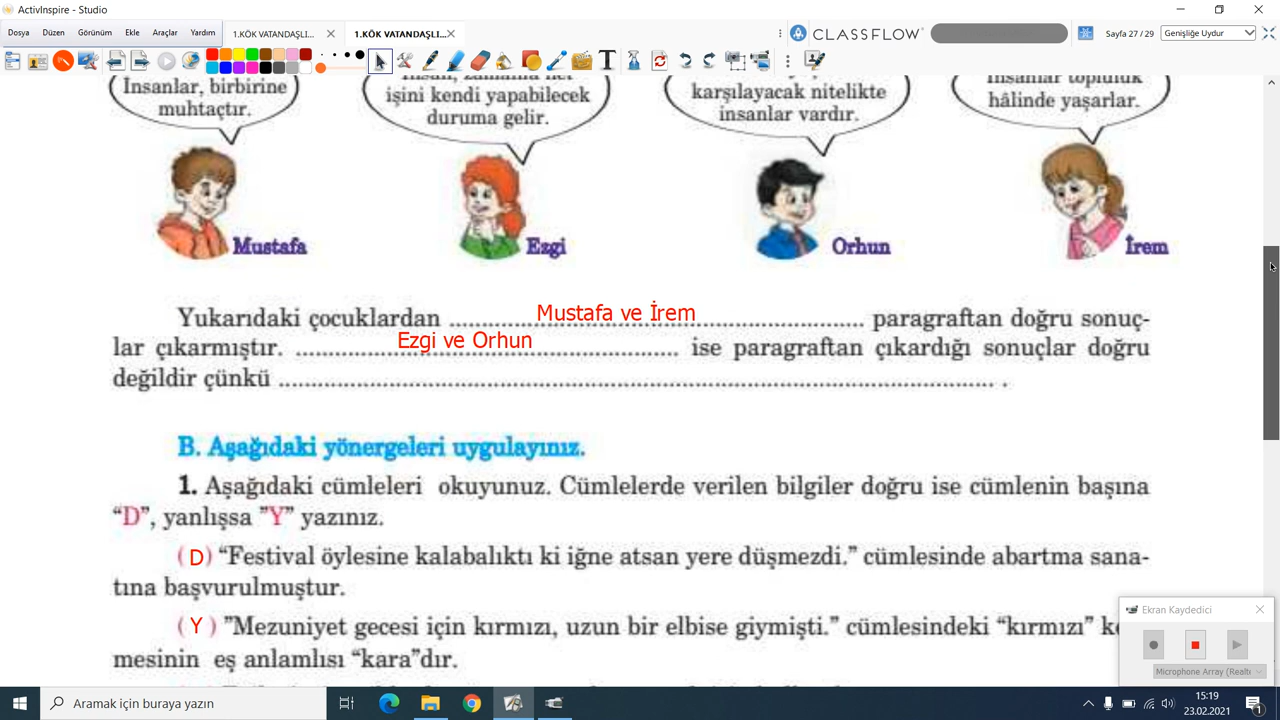 ActivInspire - Studio
Dosya Düzen Görünüm Ekle Araçlar Yardım 1.KÖK VATANDAŞLI... 1.KÖK VATANDAŞLI... CLASSFLOW Sayfa 27 / 29 Genişliğe Uydur
İnsanlar, birbirine
muhtaçtır.
işini kendi yapabilecek
duruma gelir.
karşılayacak nitelikte
insanlar vardır.
İnsanlar topluluk
hâlinde yaşarlar.
Mustafa Ezgi Orhun İrem
Yukarıdaki çocuklardan Mustafa ve İrem paragraftan doğru sonuç-
lar çıkarmıştır. Ezgi ve Orhun ise paragraftan çıkardığı sonuçlar doğru
değildir çünkü .
B. Aşağıdaki yönergeleri uygulayınız.
1. Aşağıdaki cümleleri okuyunuz. Cümlelerde verilen bilgiler doğru ise cümlenin başına
“D”, yanlışsa ”Y” yazınız.
( D ) “Festival öylesine kalabalıktı ki iğne atsan yere düşmezdi.” cümlesinde abartma sana-
tına başvurulmuştur.
( Y ) ”Mezuniyet gecesi için kırmızı, uzun bir elbise giymişti.” cümlesindeki “kırmızı”
mesinin eş anlamlısı “kara”dır.
Ekran Kaydedici
Microphone Array (Realte
Aramak için buraya yazın
15:19
23.02.2021